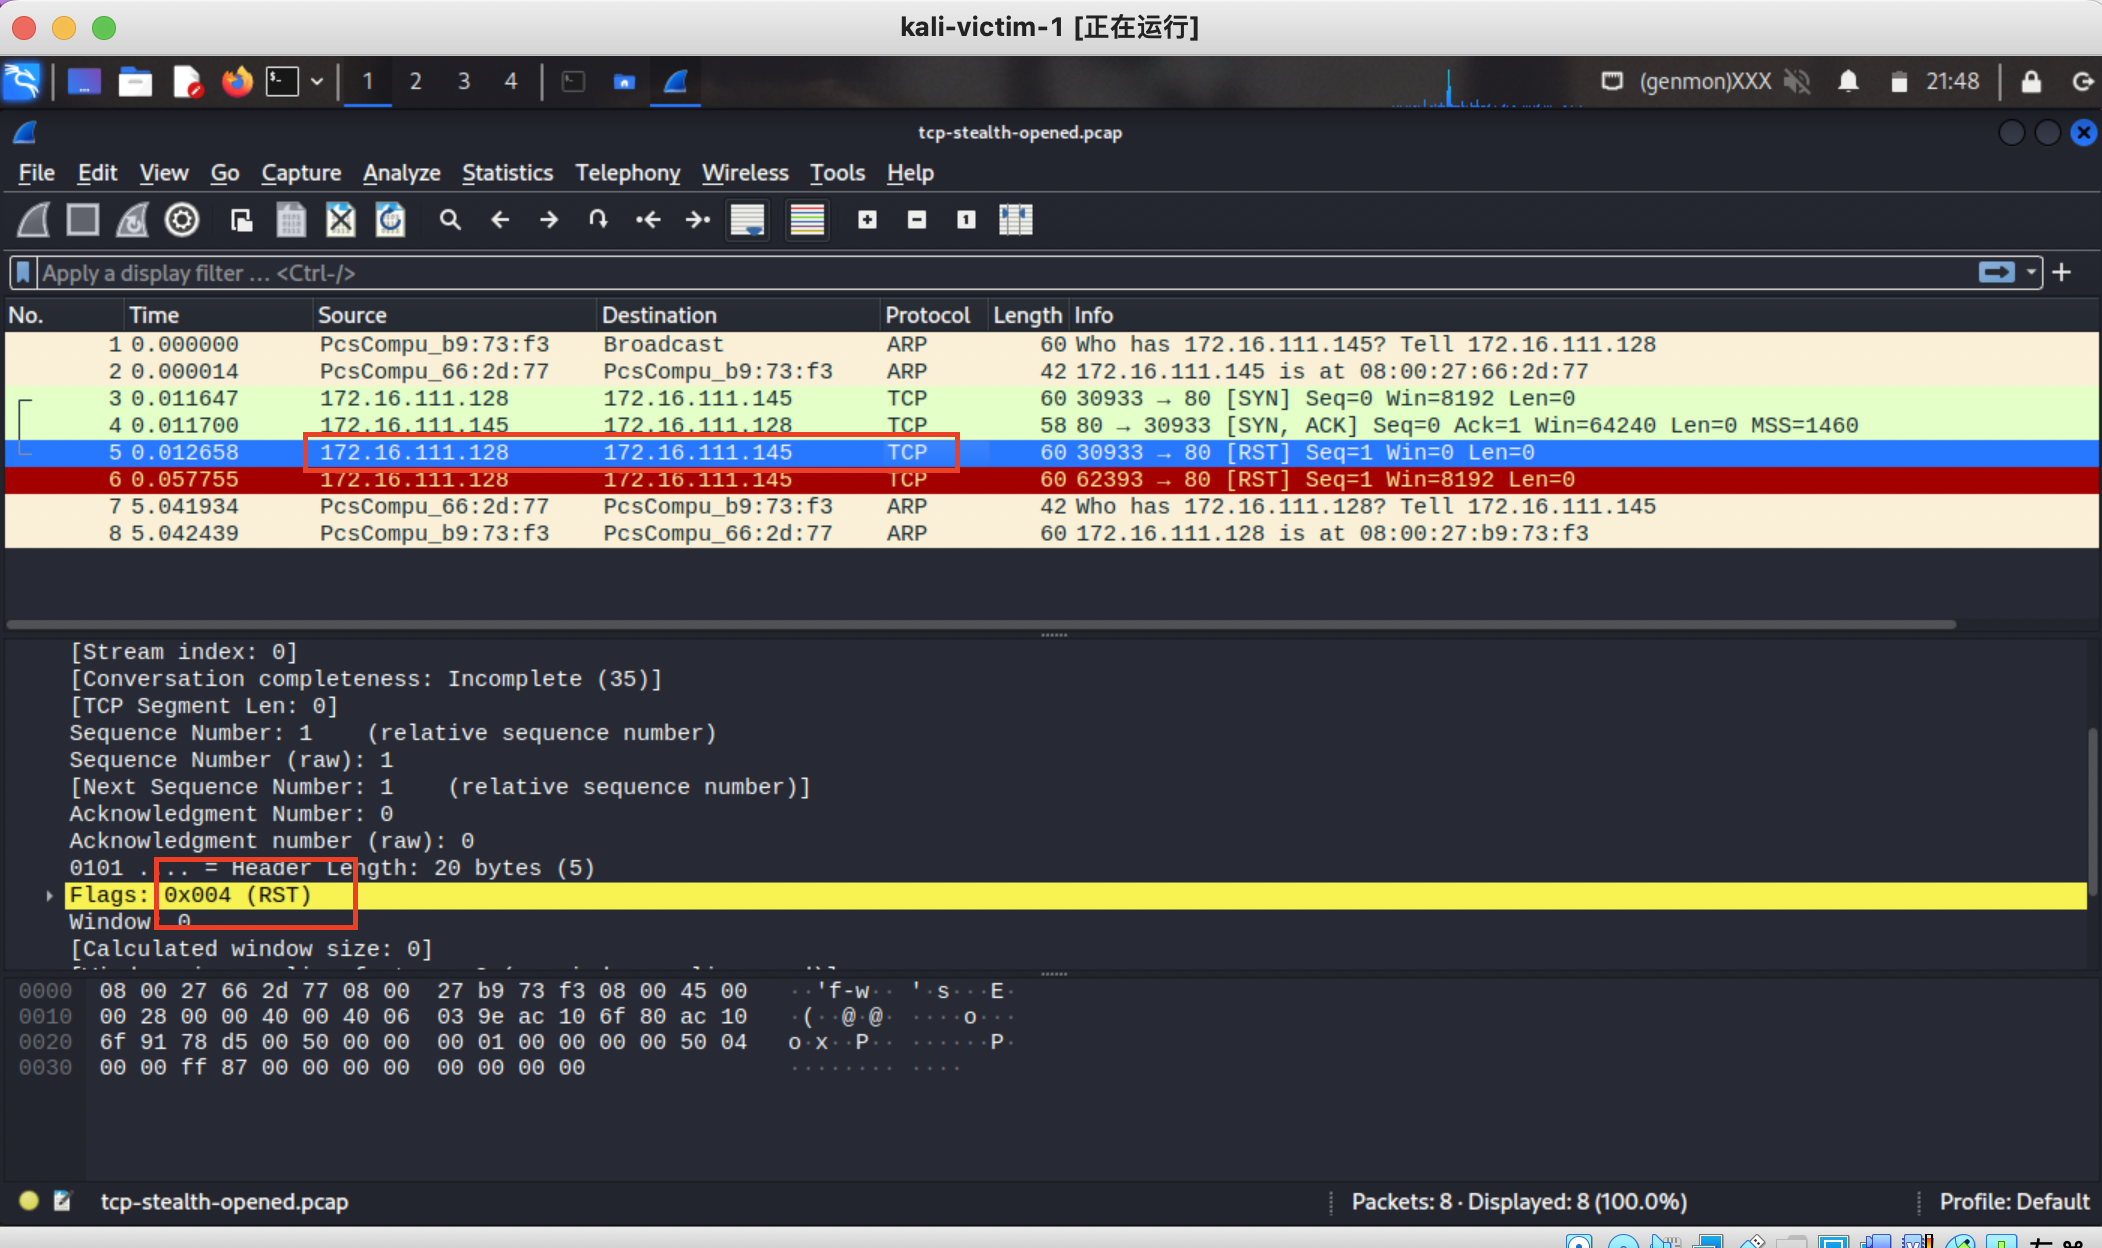 kali-victim-1 [正在运行]
1 2 3 4 (genmon)XXX 21:48
tcp-stealth-opened.pcap
File Edit View Go Capture Analyze Statistics Telephony Wireless Tools Help
Apply a display filter ... <Ctrl-/>
No. Time Source Destination Protocol Length Info
1 0.000000 PcsCompu_b9:73:f3 Broadcast ARP 60 Who has 172.16.111.145? Tell 172.16.111.128
2 0.000014 PcsCompu_66:2d:77 PcsCompu_b9:73:f3 ARP 42 172.16.111.145 is at 08:00:27:66:2d:77
3 0.011647 172.16.111.128 172.16.111.145 TCP 60 30933 → 80 [SYN] Seq=0 Win=8192 Len=0
4 0.011700 172.16.111.145 172.16.111.128 TCP 58 80 → 30933 [SYN, ACK] Seq=0 Ack=1 Win=64240 Len=0 MSS=1460
5 0.012658 172.16.111.128 172.16.111.145 TCP 60 30933 → 80 [RST] Seq=1 Win=0 Len=0
6 0.057755 172.16.111.128 172.16.111.145 TCP 60 62393 → 80 [RST] Seq=1 Win=8192 Len=0
7 5.041934 PcsCompu_66:2d:77 PcsCompu_b9:73:f3 ARP 42 Who has 172.16.111.128? Tell 172.16.111.145
8 5.042439 PcsCompu_b9:73:f3 PcsCompu_66:2d:77 ARP 60 172.16.111.128 is at 08:00:27:b9:73:f3
[Stream index: 0]
[Conversation completeness: Incomplete (35)]
[TCP Segment Len: 0]
Sequence Number: 1 (relative sequence number)
Sequence Number (raw): 1
[Next Sequence Number: 1 (relative sequence number)]
Acknowledgment Number: 0
Acknowledgment number (raw): 0
0101 .... = Header Length: 20 bytes (5)
Flags: 0x004 (RST)
Window: 0
[Calculated window size: 0]
0000 08 00 27 66 2d 77 08 00 27 b9 73 f3 08 00 45 00 ··'f-w·· '·s···E·
0010 00 28 00 00 40 00 40 06 03 9e ac 10 6f 80 ac 10 ·(··@·@· ····o···
0020 6f 91 78 d5 00 50 00 00 00 01 00 00 00 00 50 04 o·x··P·· ······P·
0030 00 00 ff 87 00 00 00 00 00 00 00 00 ········ ····
tcp-stealth-opened.pcap Packets: 8 · Displayed: 8 (100.0%) Profile: Default